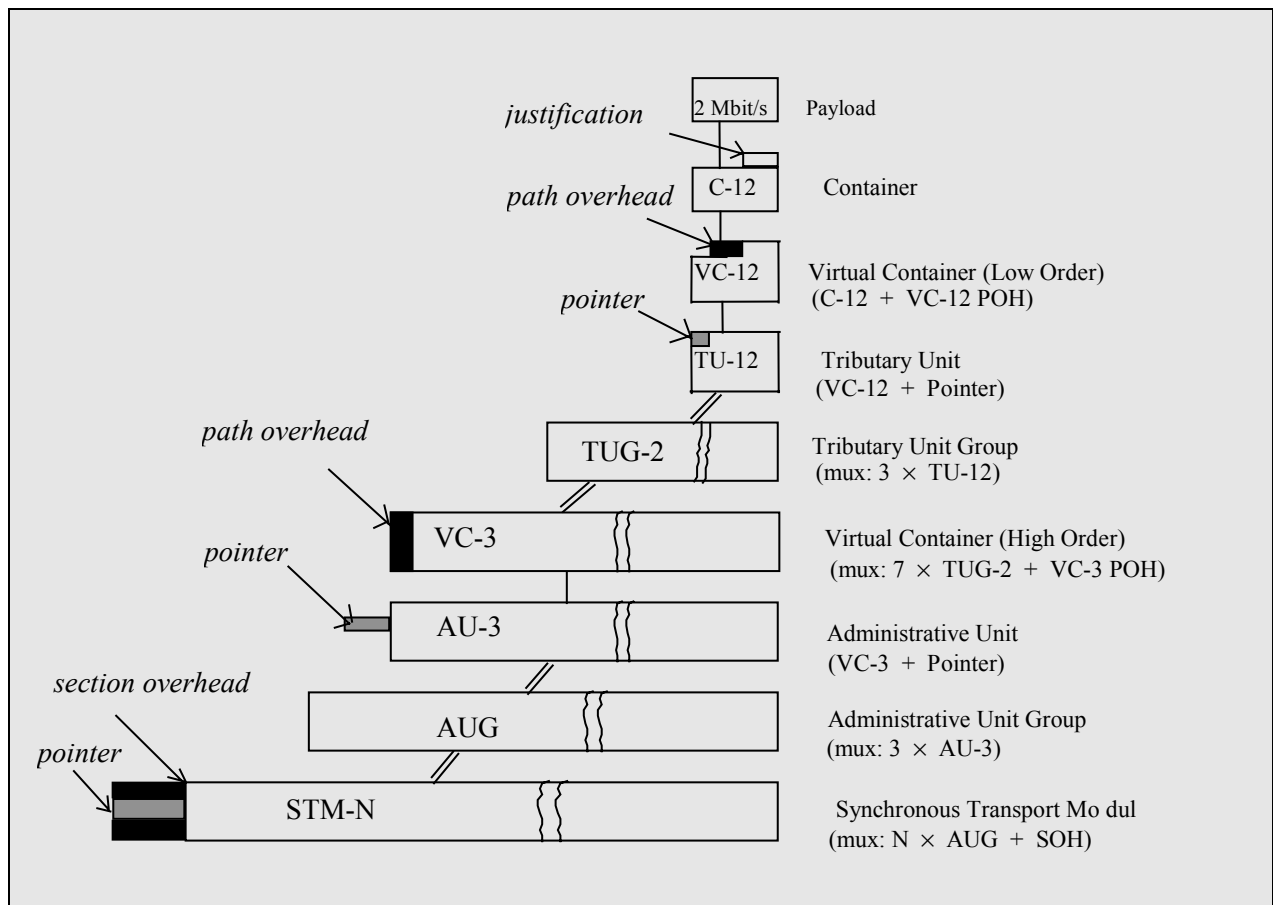 2 Mbit/s Payload
justification
C-12 Container
path overhead
VC-12 Virtual Container (Low Order)
(C-12 + VC-12 POH)
pointer
TU-12 Tributary Unit
(VC-12 + Pointer)
path overhead
TUG-2 Tributary Unit Group
(mux: 3 × TU-12)
VC-3 Virtual Container (High Order)
(mux: 7 × TUG-2 + VC-3 POH)
pointer
AU-3 Administrative Unit
(VC-3 + Pointer)
section overhead
AUG Administrative Unit Group
(mux: 3 × AU-3)
pointer
STM-N Synchronous Transport Mo dul
(mux: N × AUG + SOH)